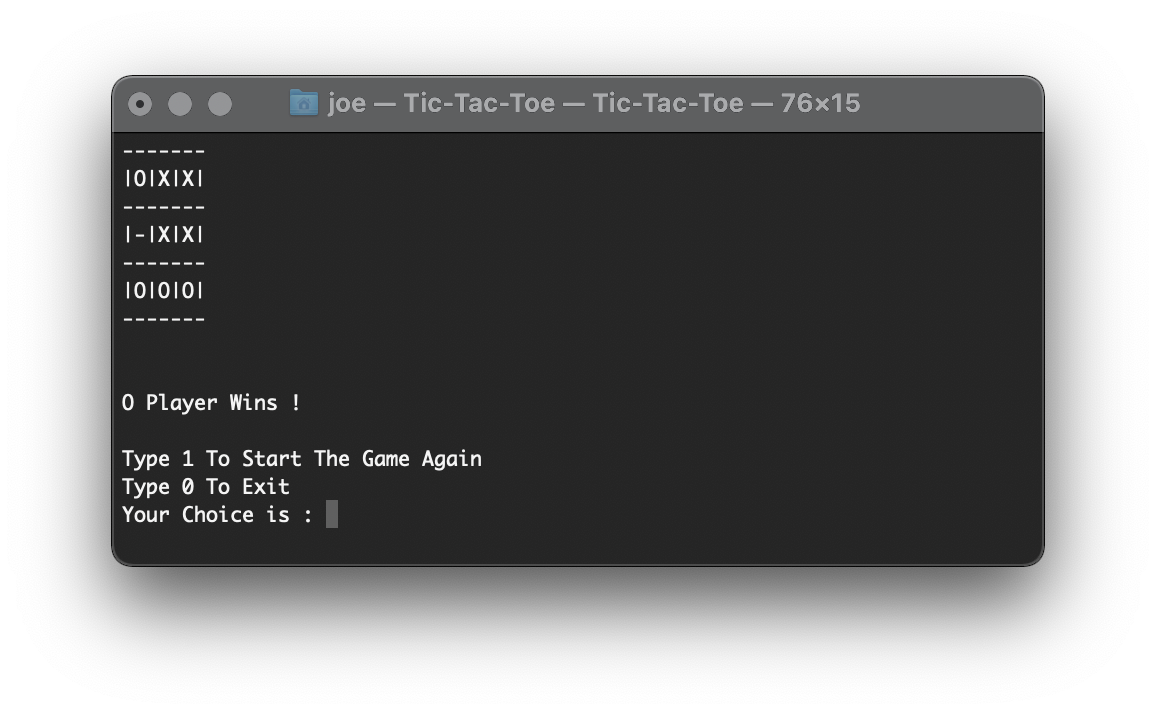 joe — Tic-Tac-Toe — Tic-Tac-Toe — 76×15
-------
|O|X|X|
-------
|-|X|X|
-------
|O|O|O|
-------
O Player Wins !
Type 1 To Start The Game Again
Type 0 To Exit
Your Choice is :